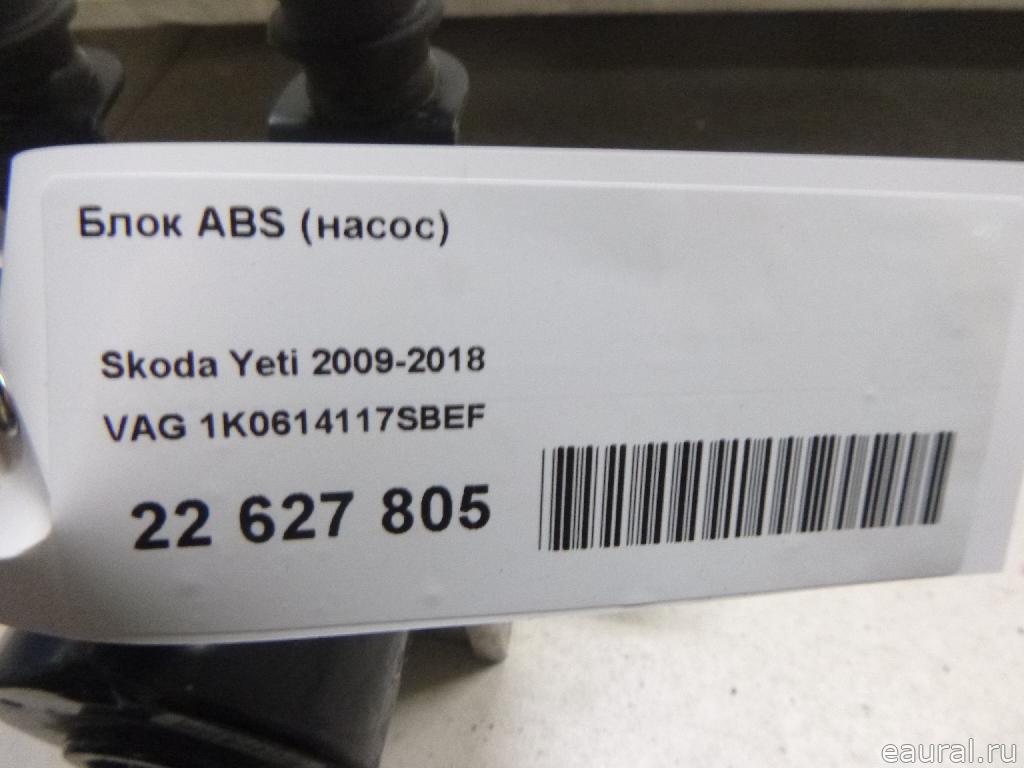 Блок ABS (насос)
Skoda Yeti 2009-2018
VAG 1K0614117SBEF
22 627 805
eaural.ru